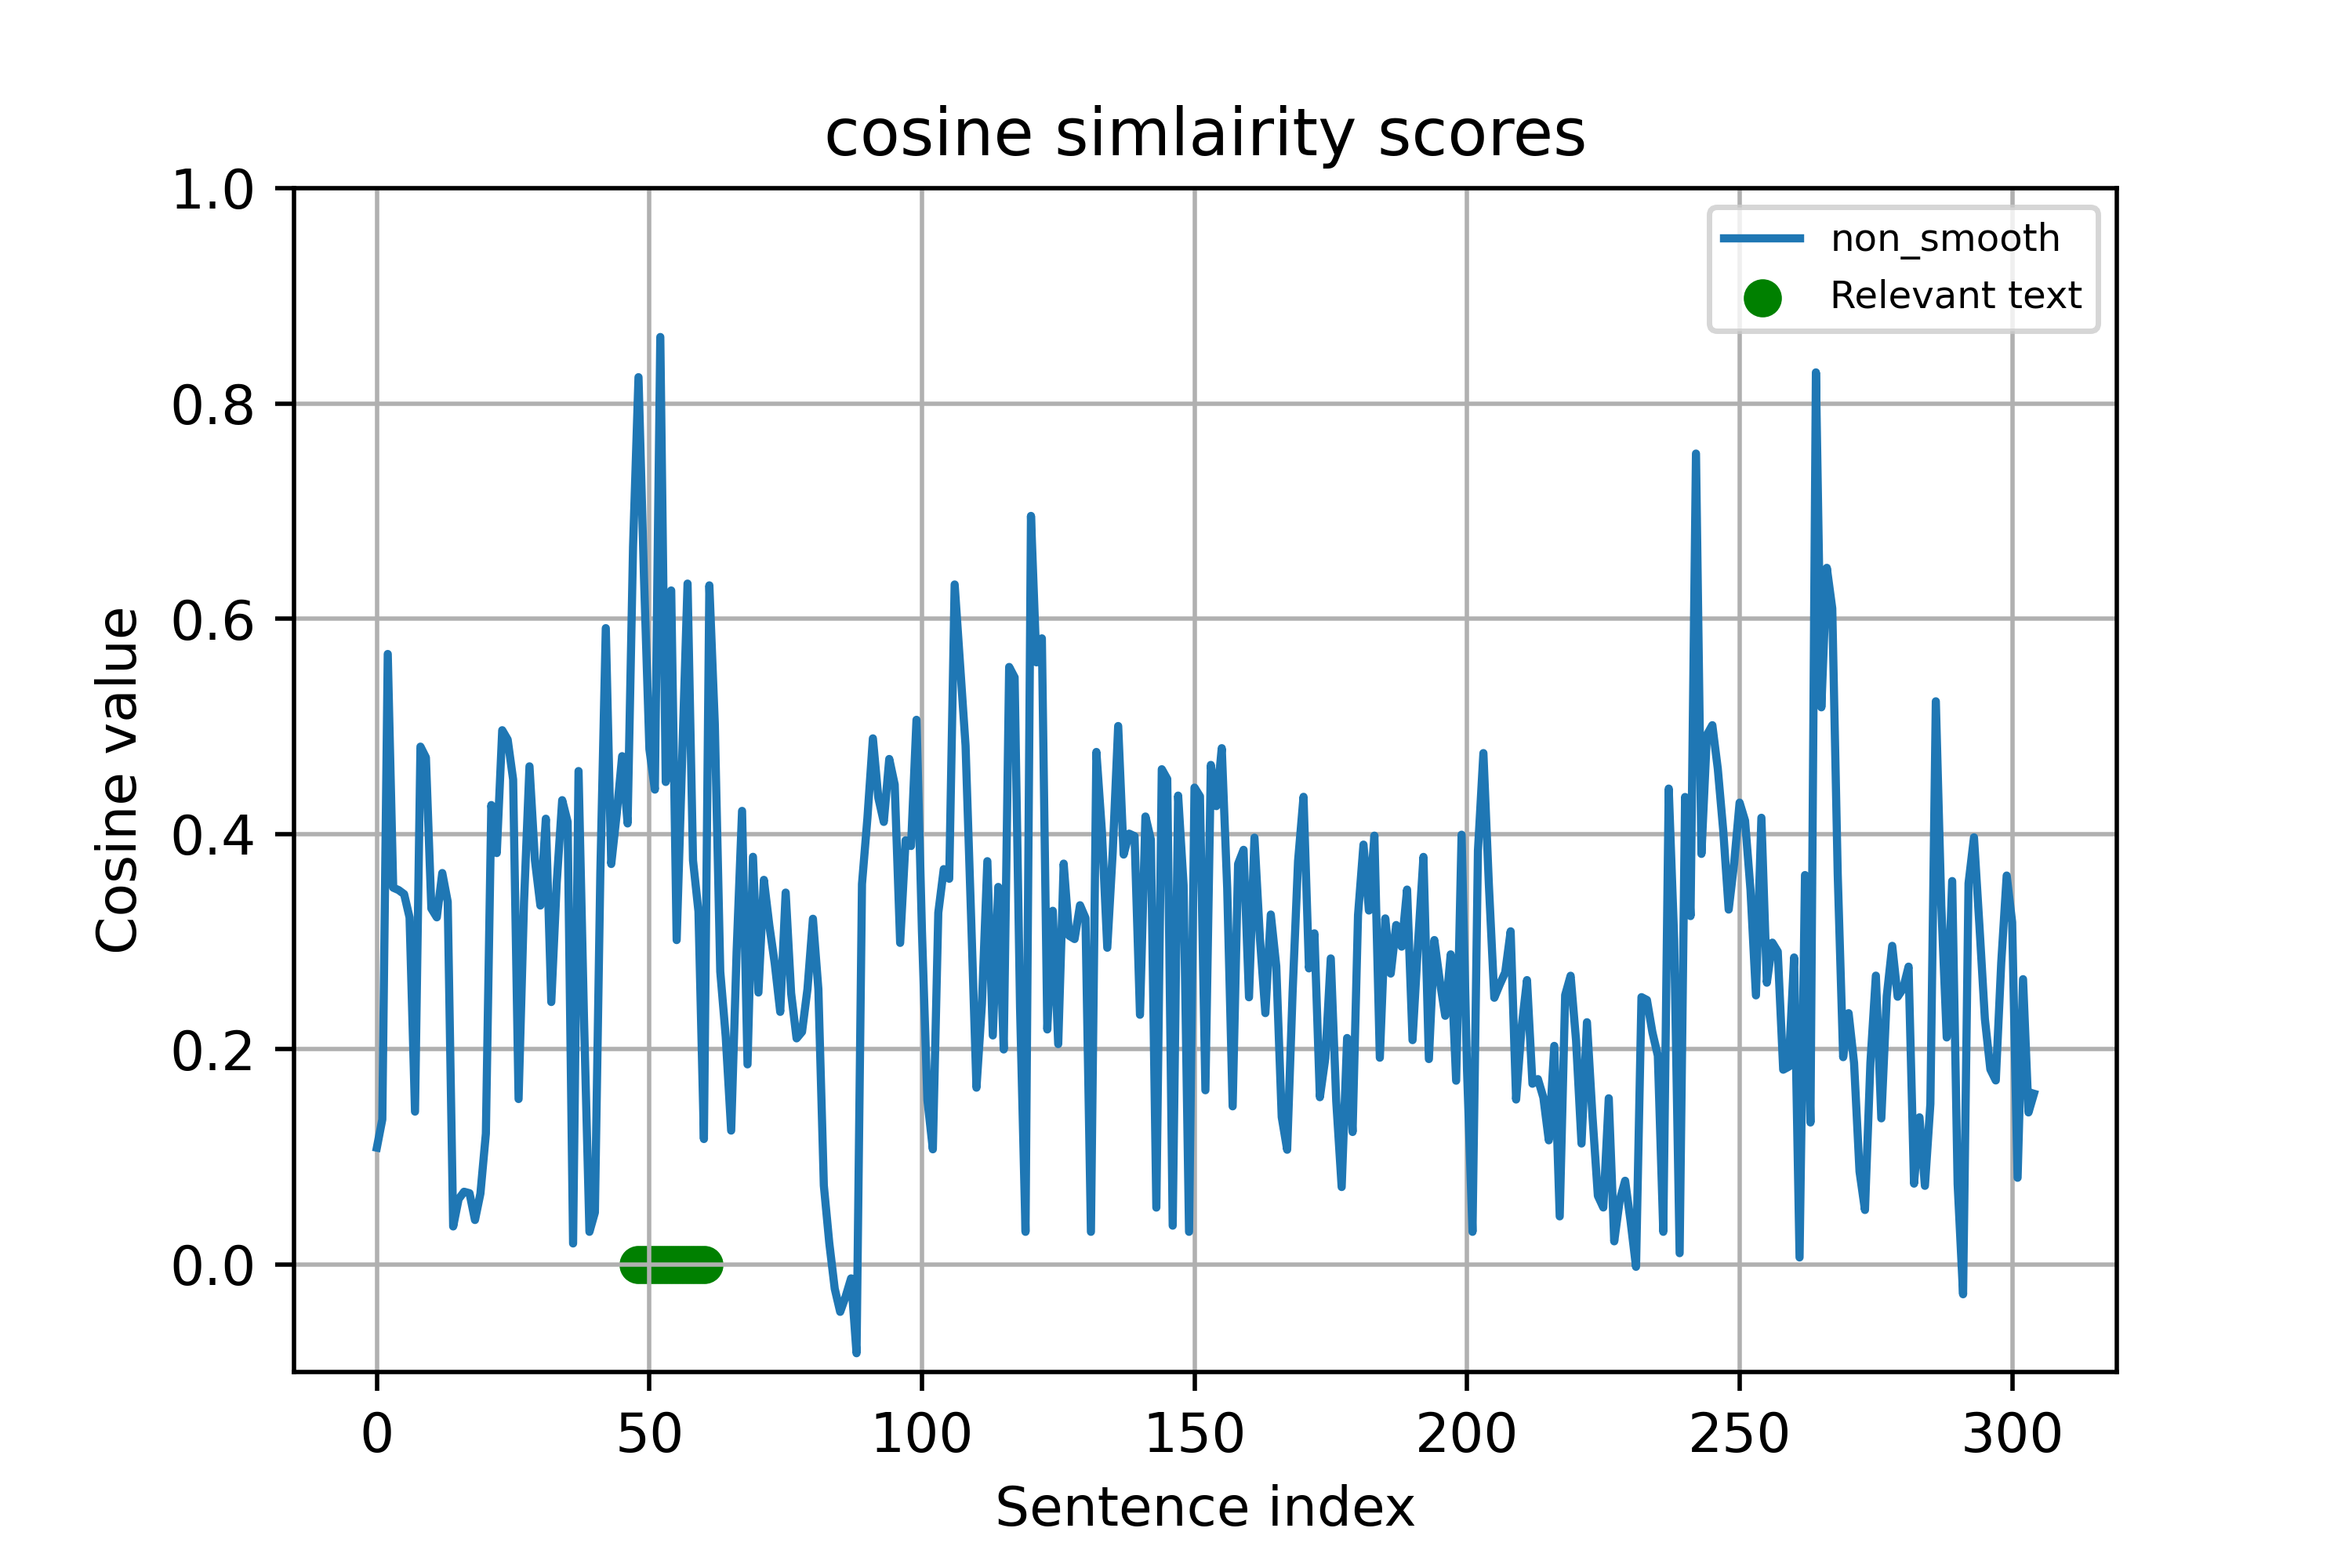 cosine simlairity scores
1.0
0.8
0.6
0.4
0.2
0.0
Cosine value
non_smooth
Relevant text
0 50 100 150 200 250 300
Sentence index